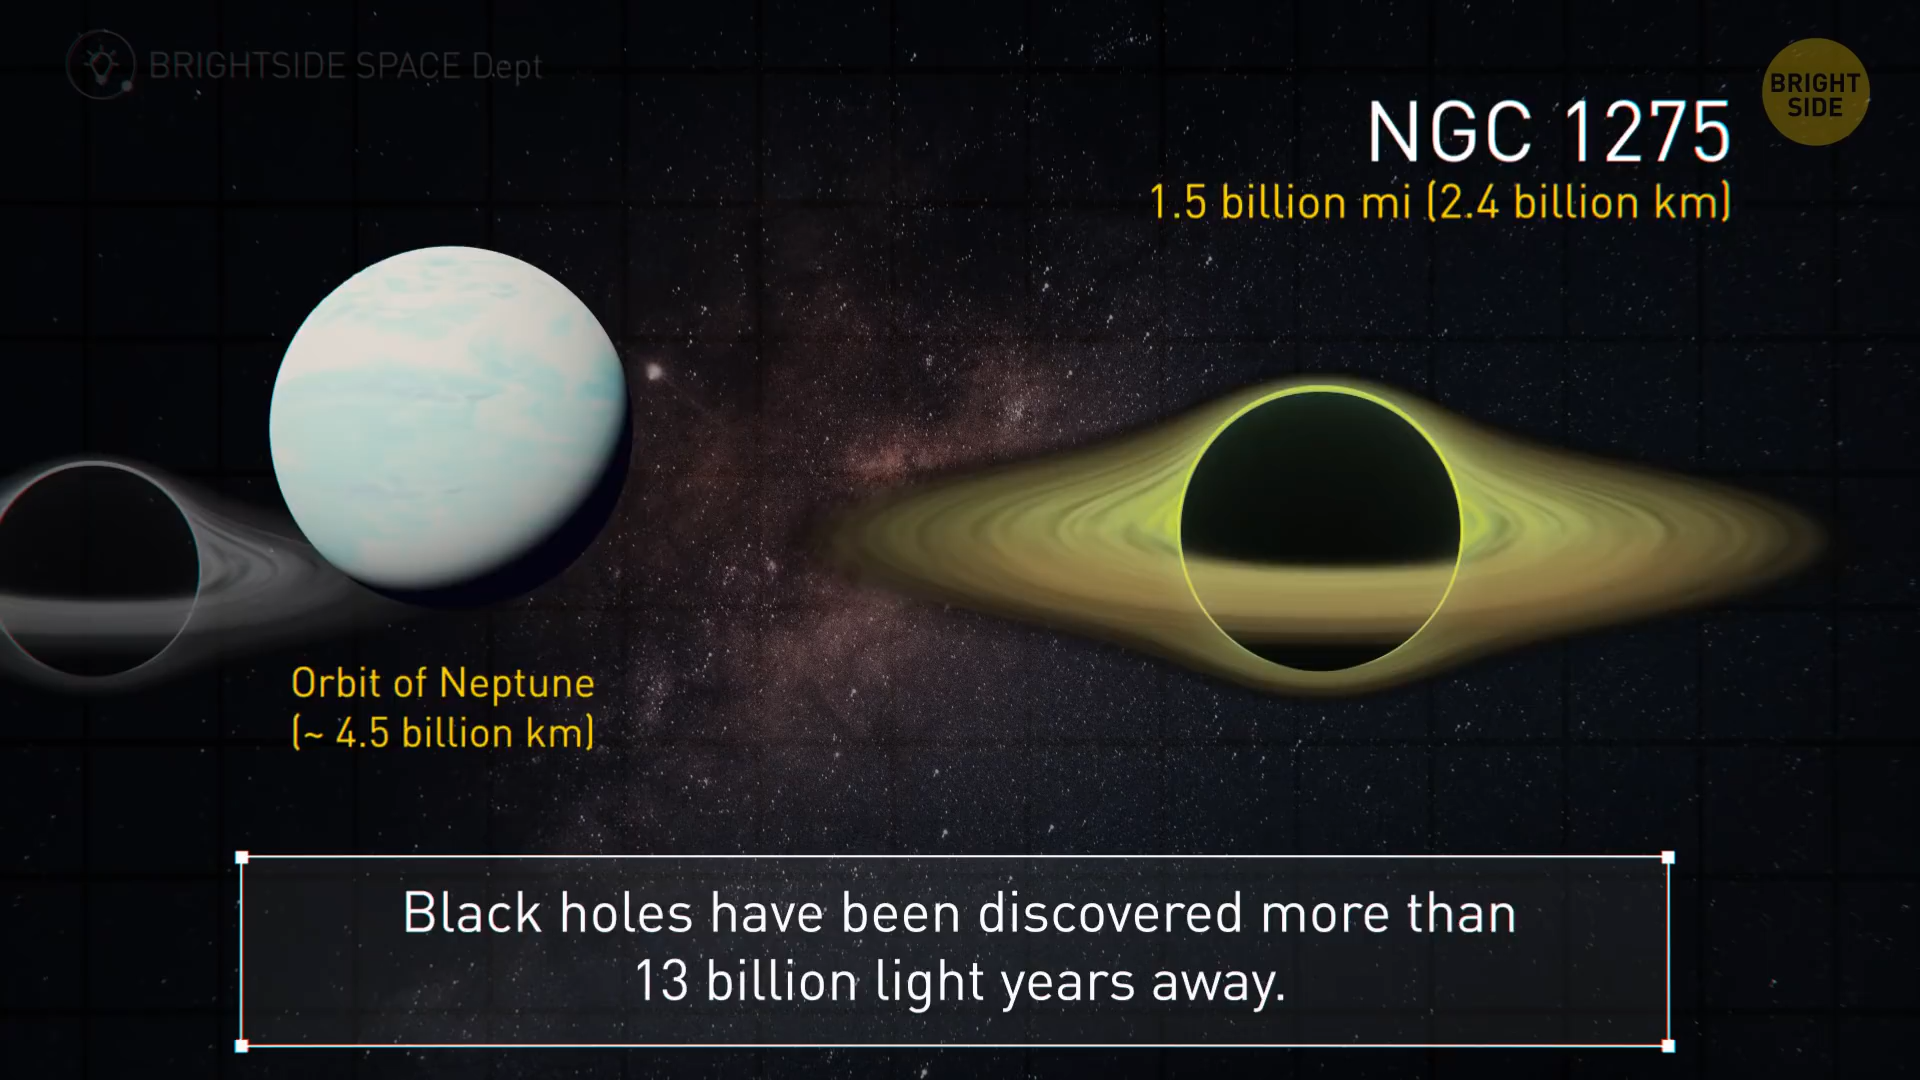 BRIGHTSIDE SPACE Dept
BRIGHT
SIDE
NGC 1275
1.5 billion mi (2.4 billion km)
Orbit of Neptune
(~ 4.5 billion km)
Black holes have been discovered more than
13 billion light years away.